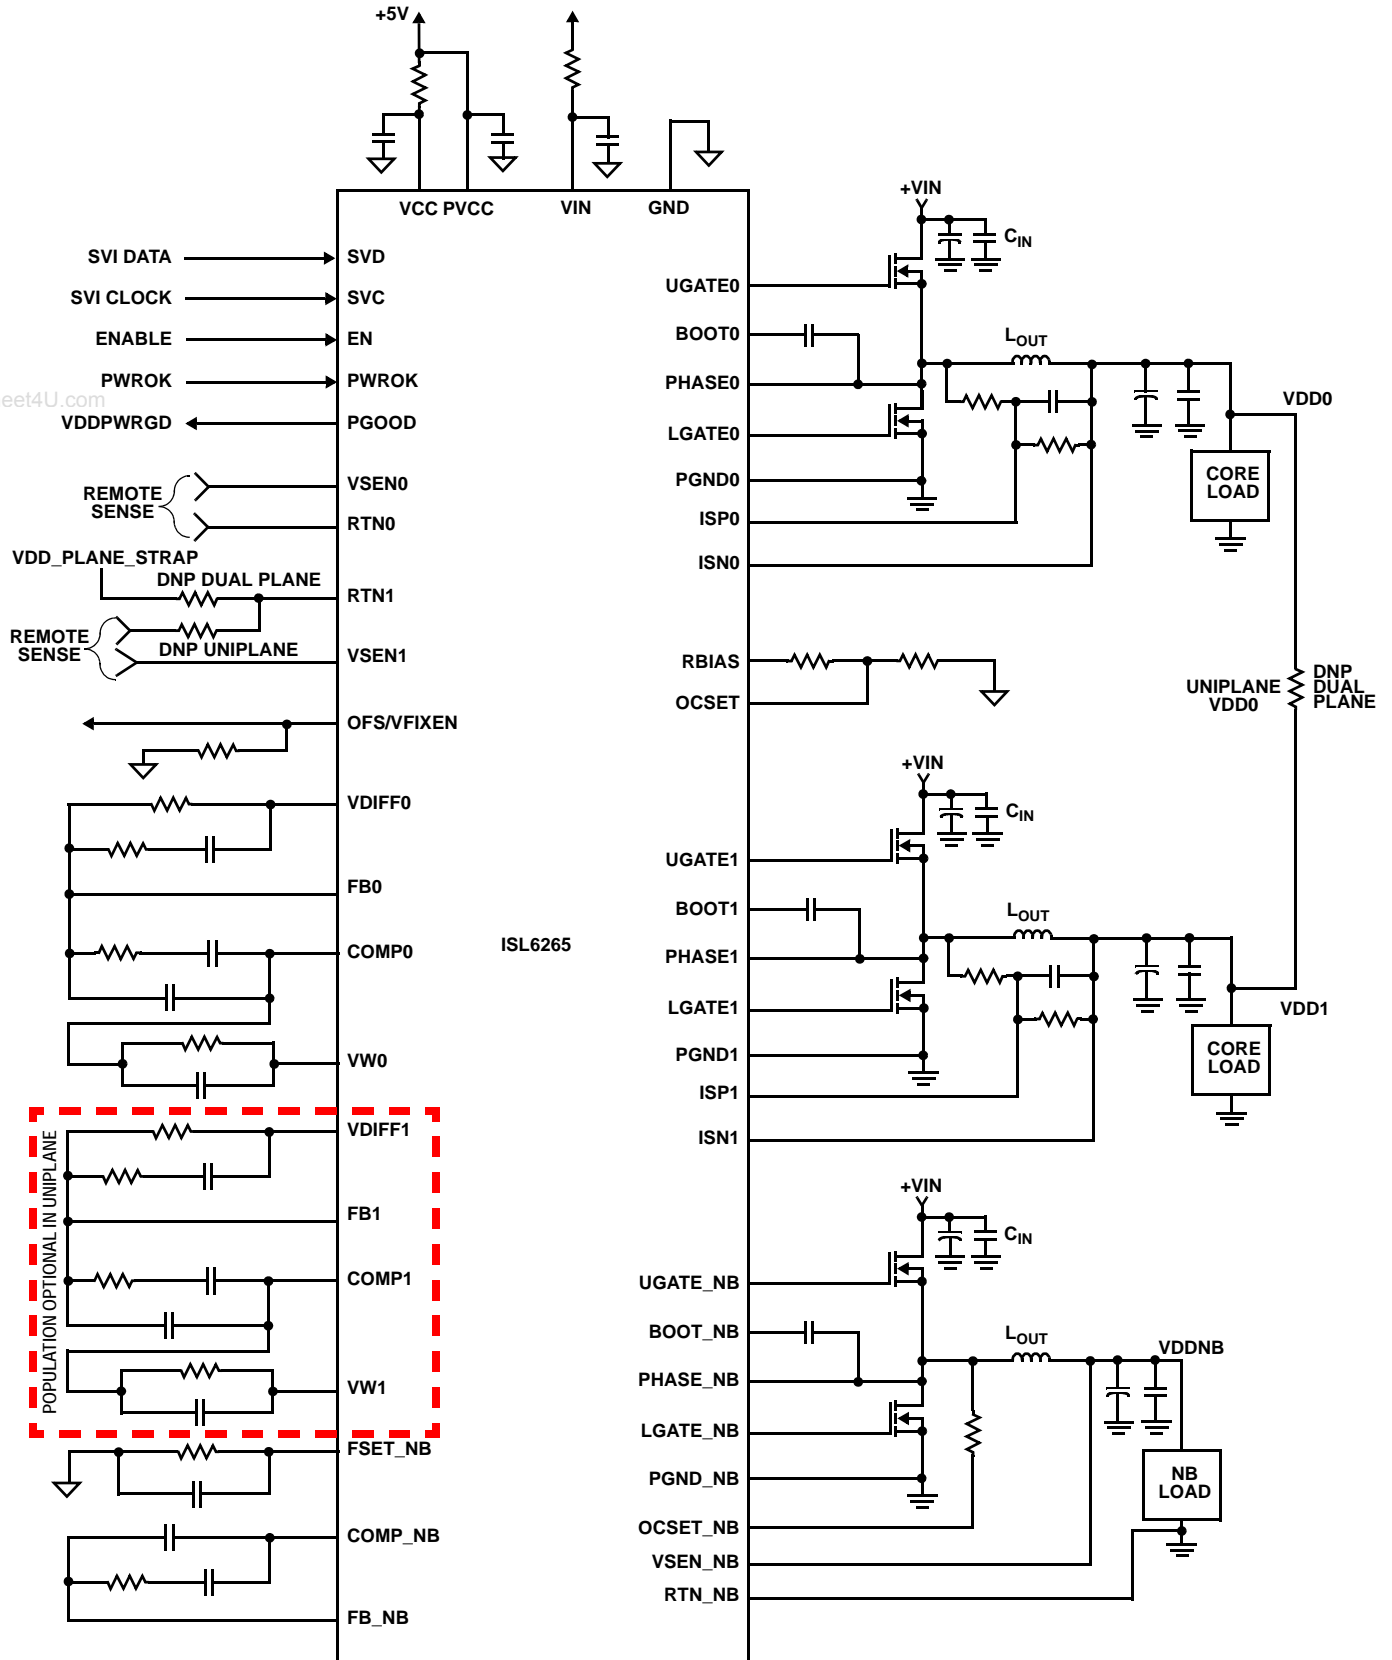 +5V
VCC PVCC
VIN
GND
SVI DATA
SVD
SVI CLOCK
SVC
ENABLE
EN
PWROK
PWROK
eet4U.com
VDDPWRGD
PGOOD
REMOTE
SENSE
VSEN0
RTN0
VDD_PLANE_STRAP
DNP DUAL PLANE
RTN1
REMOTE
SENSE
DNP UNIPLANE
VSEN1
OFS/VFIXEN
VDIFF0
FB0
COMP0
VW0
POPULATION OPTIONAL IN UNIPLANE
VDIFF1
FB1
COMP1
VW1
FSET_NB
COMP_NB
FB_NB
ISL6265
+VIN
CIN
UGATE0
BOOT0
LOUT
PHASE0
LGATE0
PGND0
ISP0
ISN0
VDD0
CORE
LOAD
RBIAS
OCSET
UNIPLANE
VDD0
DNP
DUAL
PLANE
+VIN
CIN
UGATE1
BOOT1
LOUT
PHASE1
LGATE1
PGND1
ISP1
ISN1
VDD1
CORE
LOAD
+VIN
CIN
UGATE_NB
BOOT_NB
LOUT
VDDNB
PHASE_NB
LGATE_NB
PGND_NB
OCSET_NB
VSEN_NB
RTN_NB
NB
LOAD